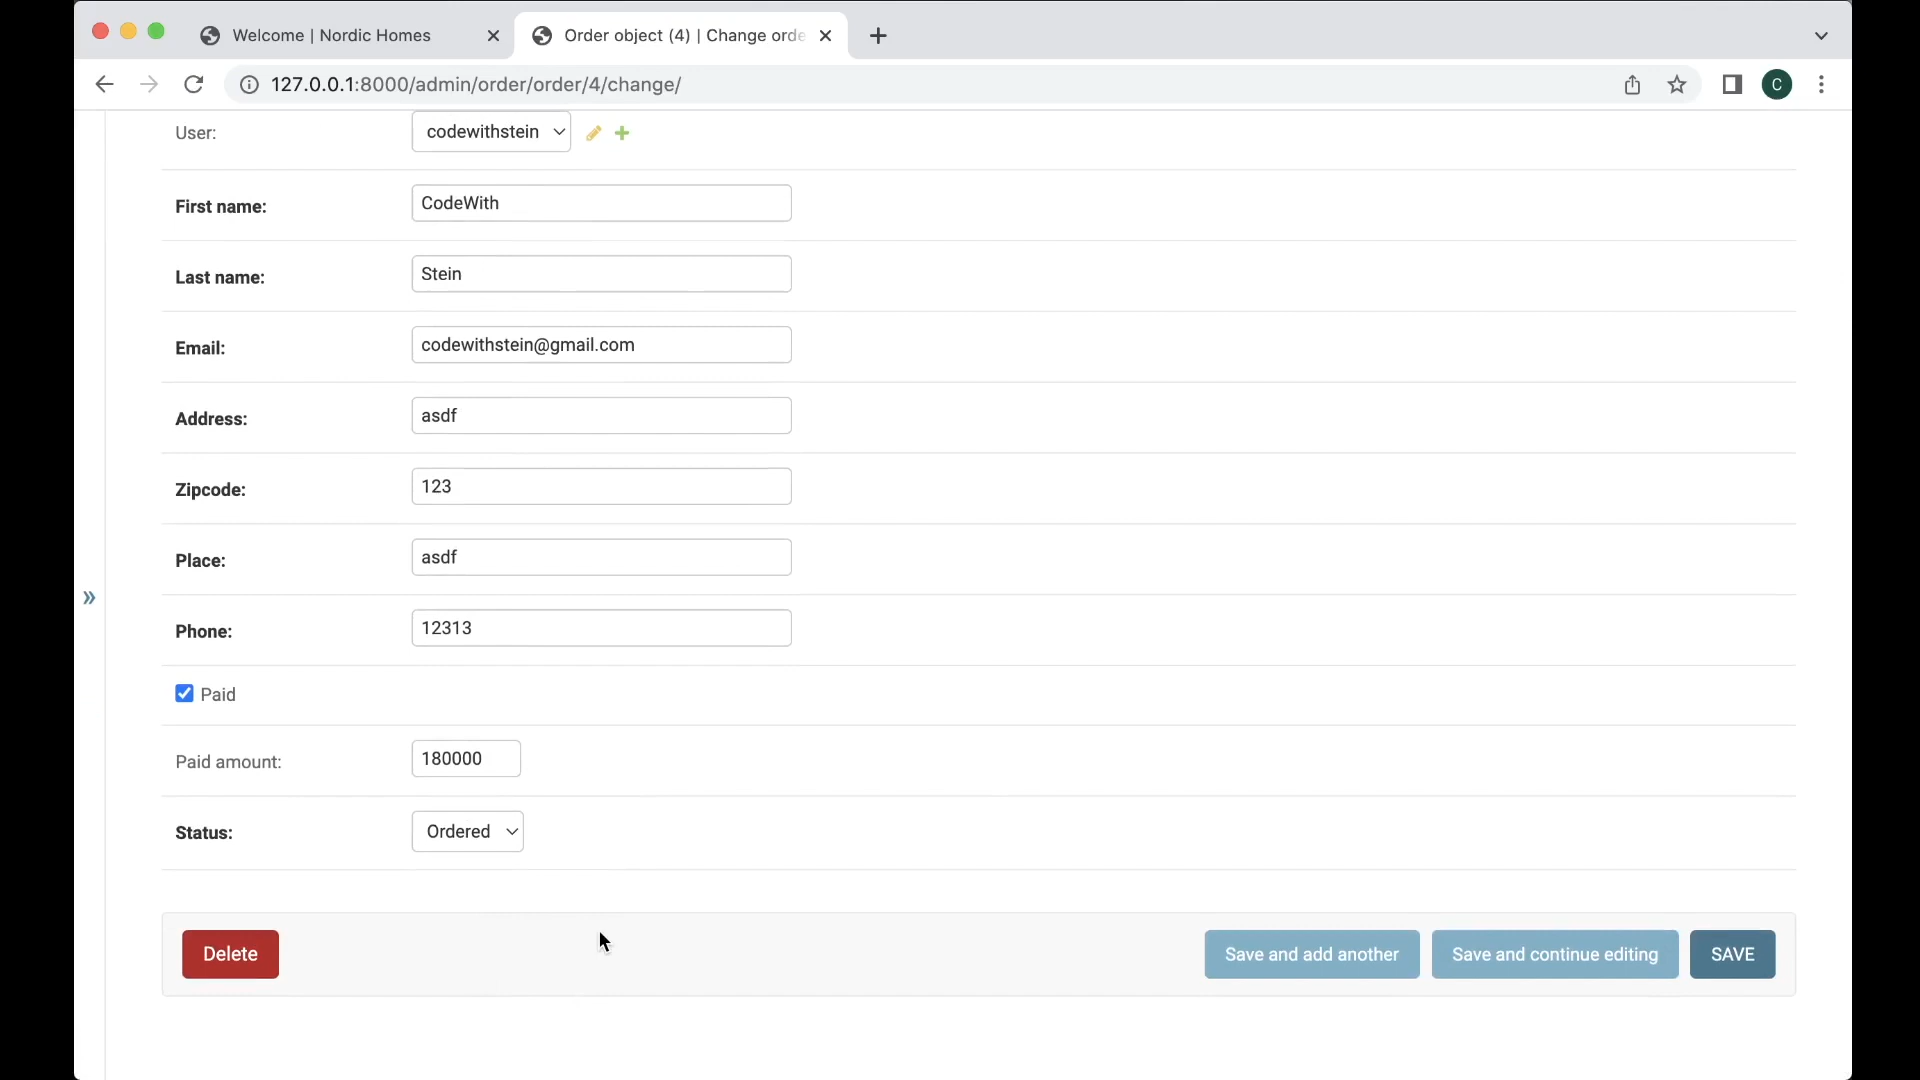 Welcome | Nordic Homes
Order object (4) | Change orde
127.0.0.1:8000/admin/order/order/4/change/
C
User: codewithstein
First name: CodeWith
Last name: Stein
Email: codewithstein@gmail.com
Address: asdf
Zipcode: 123
Place: asdf
Phone: 12313
Paid
Paid amount: 180000
Status: Ordered
Delete Save and add another Save and continue editing SAVE